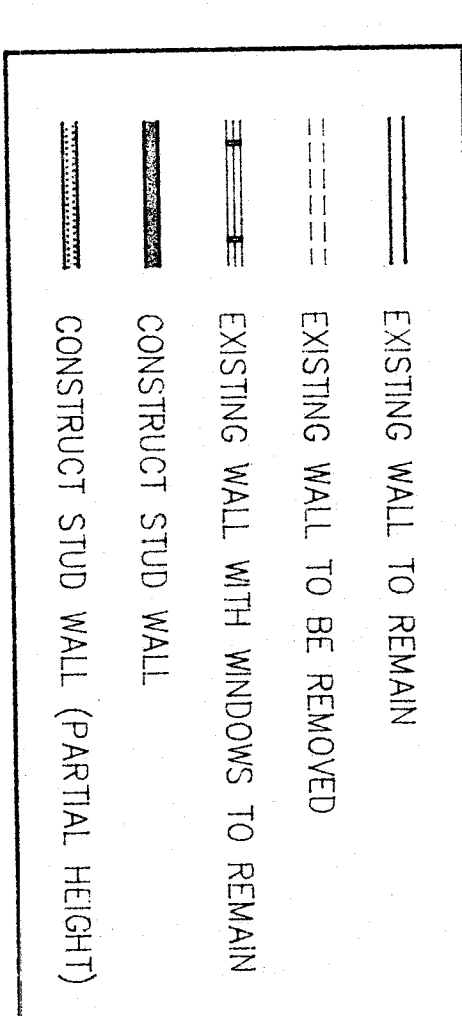 EXISTING WALL TO REMAIN
EXISTING WALL TO BE REMOVED
EXISTING WALL WITH WINDOWS TO REMAIN
CONSTRUCT STUD WALL
CONSTRUCT STUD WALL (PARTIAL HEIGHT)